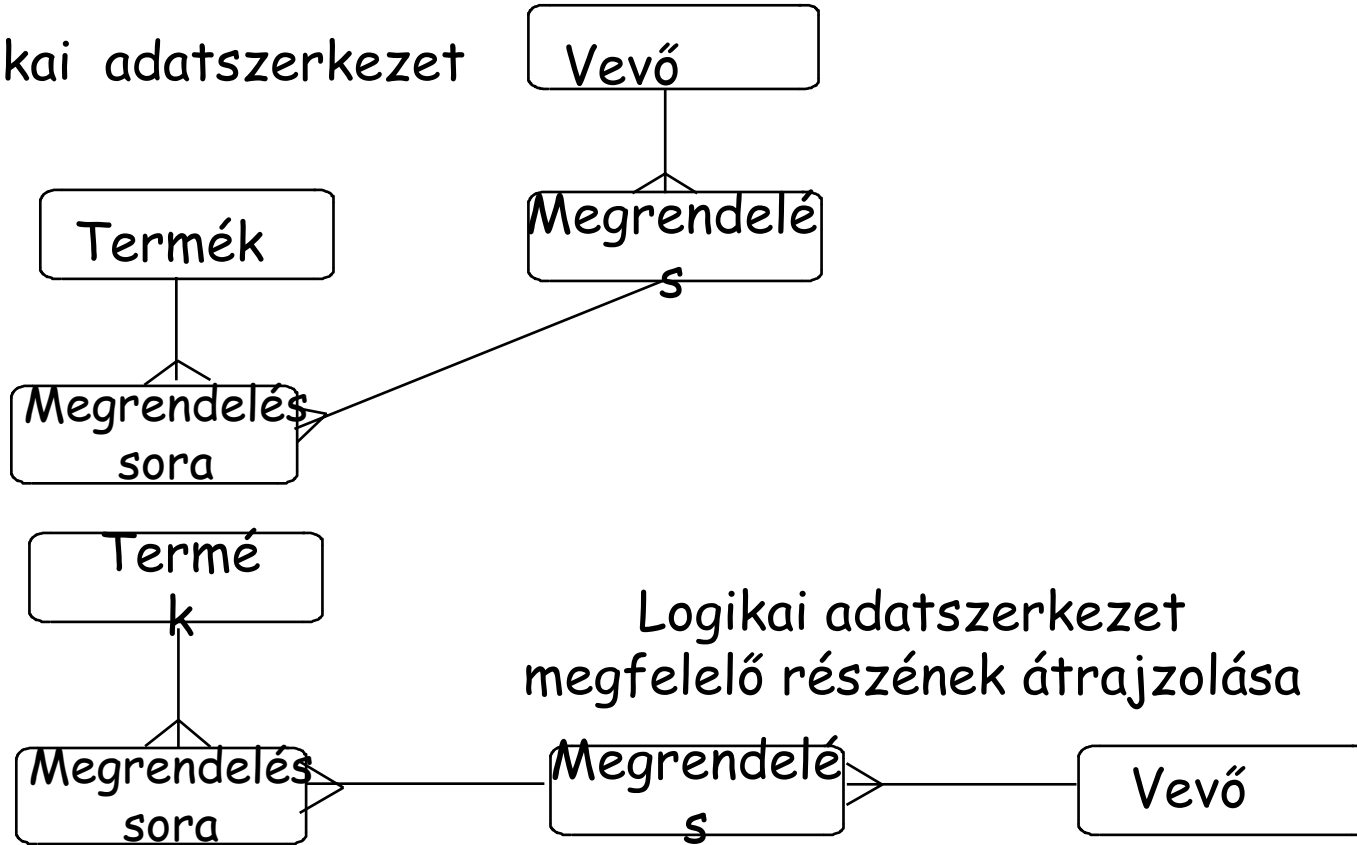 kai adatszerkezet
Vevő
Termék
Megrendelé
s
Megrendelés
sora
Termé
k
Logikai adatszerkezet
megfelelő részének átrajzolása
Megrendelés
sora
Megrendelé
s
Vevő